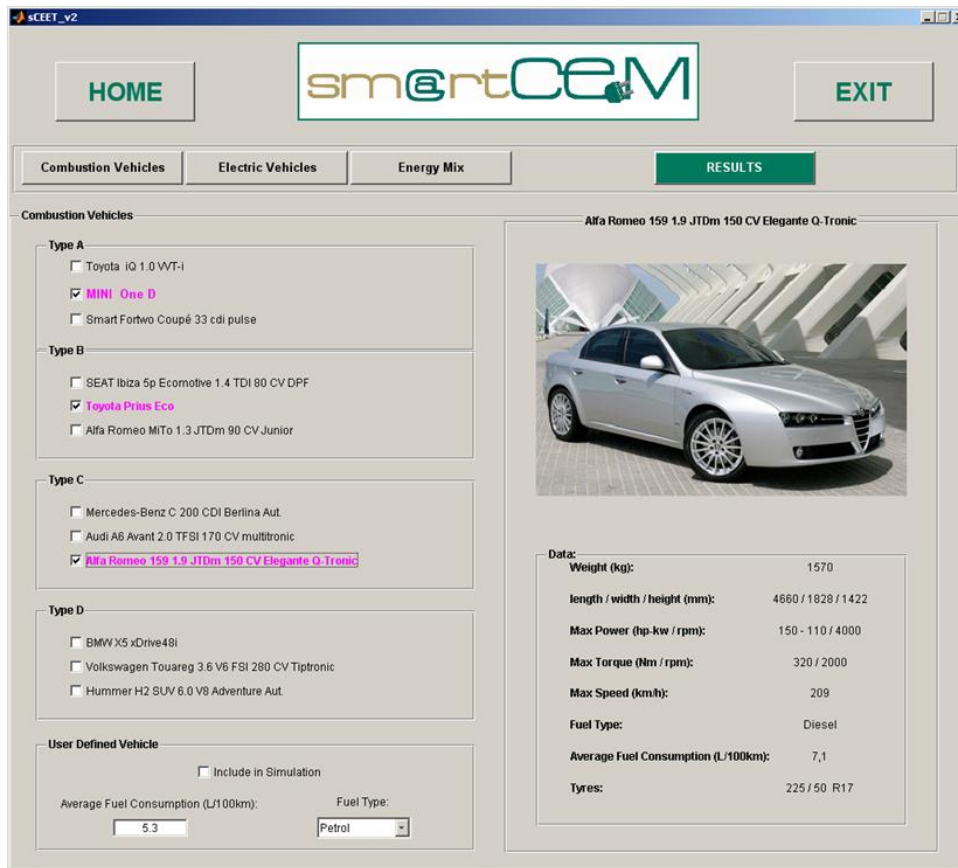 sCEET_v2
HOME
sm@rtCEM
EXIT
Combustion Vehicles
Electric Vehicles
Energy Mix
RESULTS
Combustion Vehicles
Type A
Toyota iQ 1.0 VVT-i
MINI One D
Smart Fortwo Coupé 33 cdi pulse
Type B
SEAT Ibiza 5p Ecomotive 1.4 TDI 80 CV DPF
Toyota Prius Eco
Alfa Romeo MiTo 1.3 JTDm 90 CV Junior
Type C
Mercedes-Benz C 200 CDI Berlina Aut.
Audi A6 Avant 2.0 TFSI 170 CV multitronic
Alfa Romeo 159 1.9 JTDm 150 CV Elegante Q-Tronic
Type D
BMW X5 xDrive48i
Volkswagen Touareg 3.6 V6 FSI 280 CV Tiptronic
Hummer H2 SUV 6.0 V8 Adventure Aut.
User Defined Vehicle
Include in Simulation
Average Fuel Consumption (L/100km):
Fuel Type:
5.3
Petrol
Alfa Romeo 159 1.9 JTDm 150 CV Elegante Q-Tronic
Data:
Weight (kg): 1570
length / width / height (mm): 4660 / 1828 / 1422
Max Power (hp-kw / rpm): 150 - 110 / 4000
Max Torque (Nm / rpm): 320 / 2000
Max Speed (km/h): 209
Fuel Type: Diesel
Average Fuel Consumption (L/100km): 7,1
Tyres: 225 / 50 R17